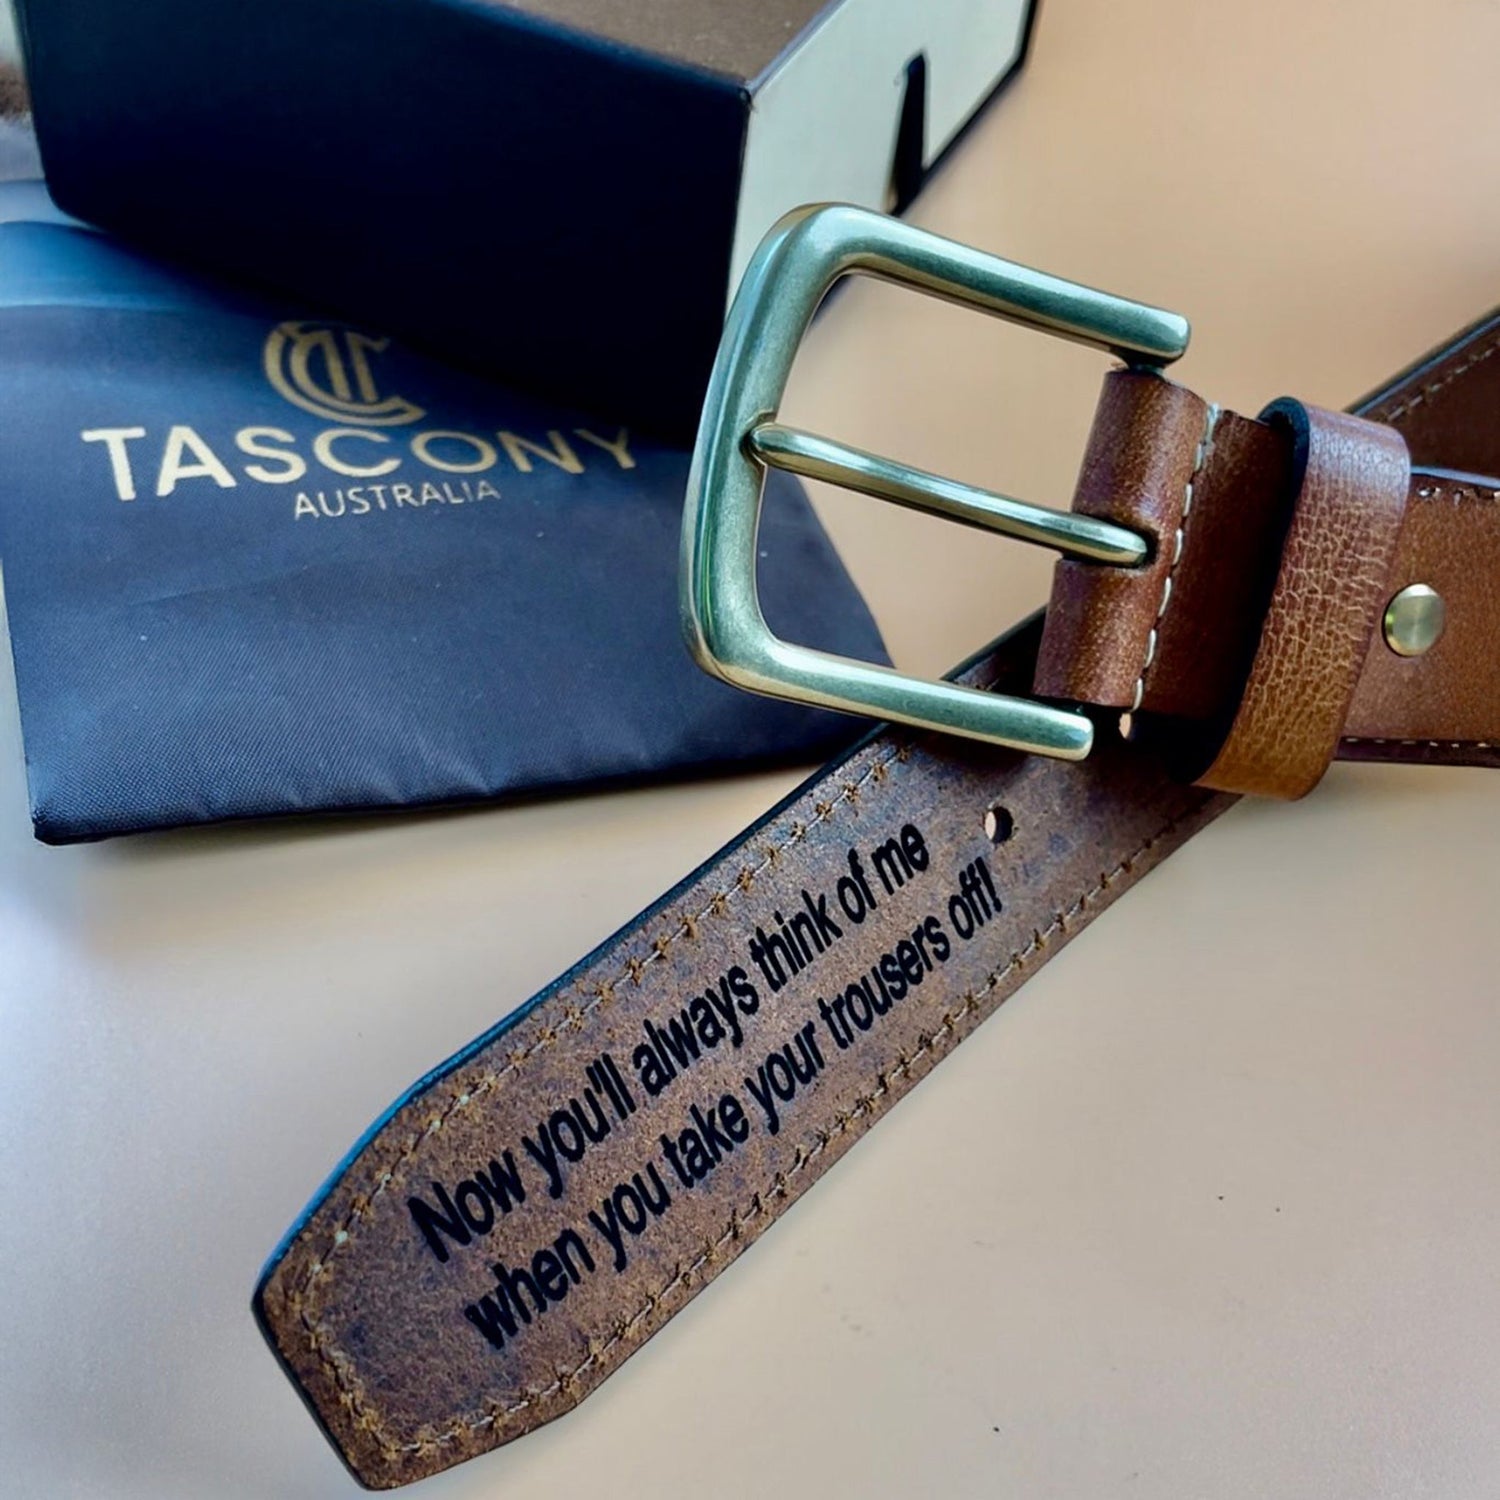 TASCONY
AUSTRALIA
Now you'll always think of me
when you take your trousers off!